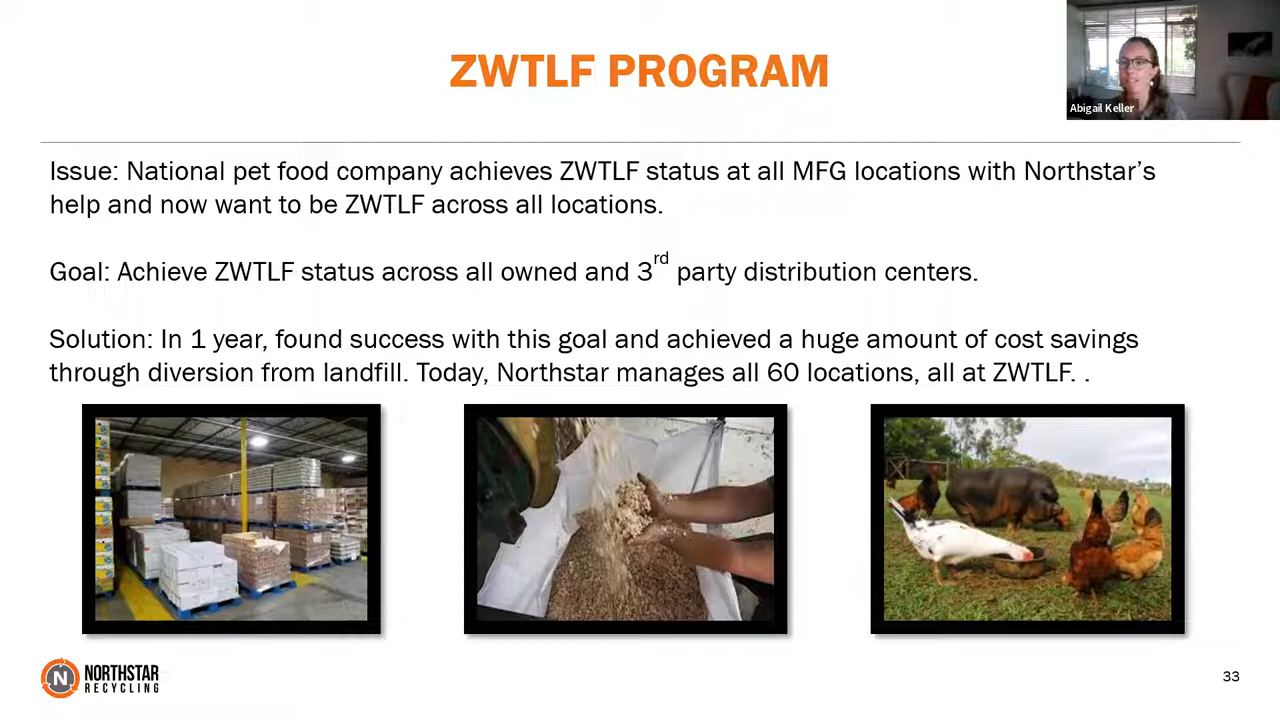 ZWTLF PROGRAM
Abigail Keller
Issue: National pet food company achieves ZWTLF status at all MFG locations with Northstar’s
help and now want to be ZWTLF across all locations.
Goal: Achieve ZWTLF status across all owned and 3rd party distribution centers.
Solution: In 1 year, found success with this goal and achieved a huge amount of cost savings
through diversion from landfill. Today, Northstar manages all 60 locations, all at ZWTLF. .
N
NORTHSTAR
RECYCLING
33